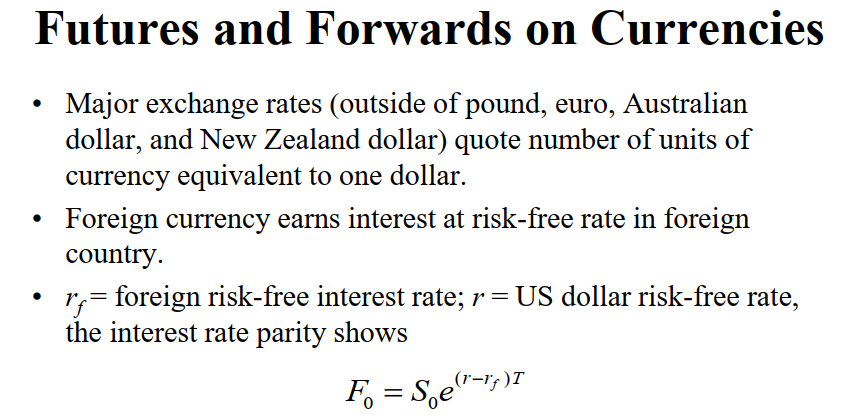 Futures and Forwards on Currencies
• Major exchange rates (outside of pound, euro, Australian
dollar, and New Zealand dollar) quote number of units of
currency equivalent to one dollar.
• Foreign currency earns interest at risk-free rate in foreign
country.
• r_f = foreign risk-free interest rate; r = US dollar risk-free rate,
the interest rate parity shows
F_0 = S_0e^{(r−r_f)T}